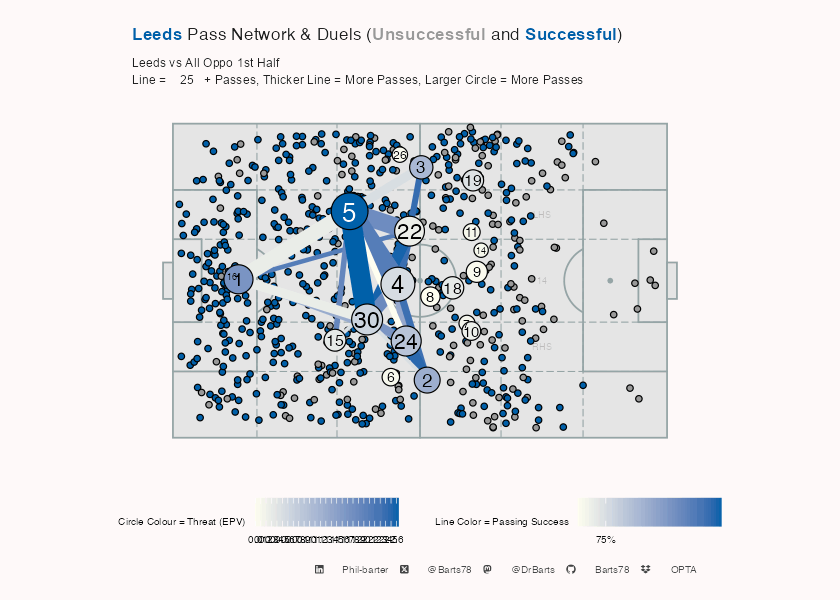 Leeds Pass Network & Duels (Unsuccessful and Successful)
Leeds vs All Oppo 1st Half
Line = 25 + Passes, Thicker Line = More Passes, Larger Circle = More Passes
26
3
19
5
LHS
22
11
14
9
16
1
4
14
18
8
30
10
15
24
RHS
6
2
Circle Colour = Threat (EPV)
Line Color = Passing Success
75%
Phil-barter @Barts78 @DrBarts Barts78 OPTA